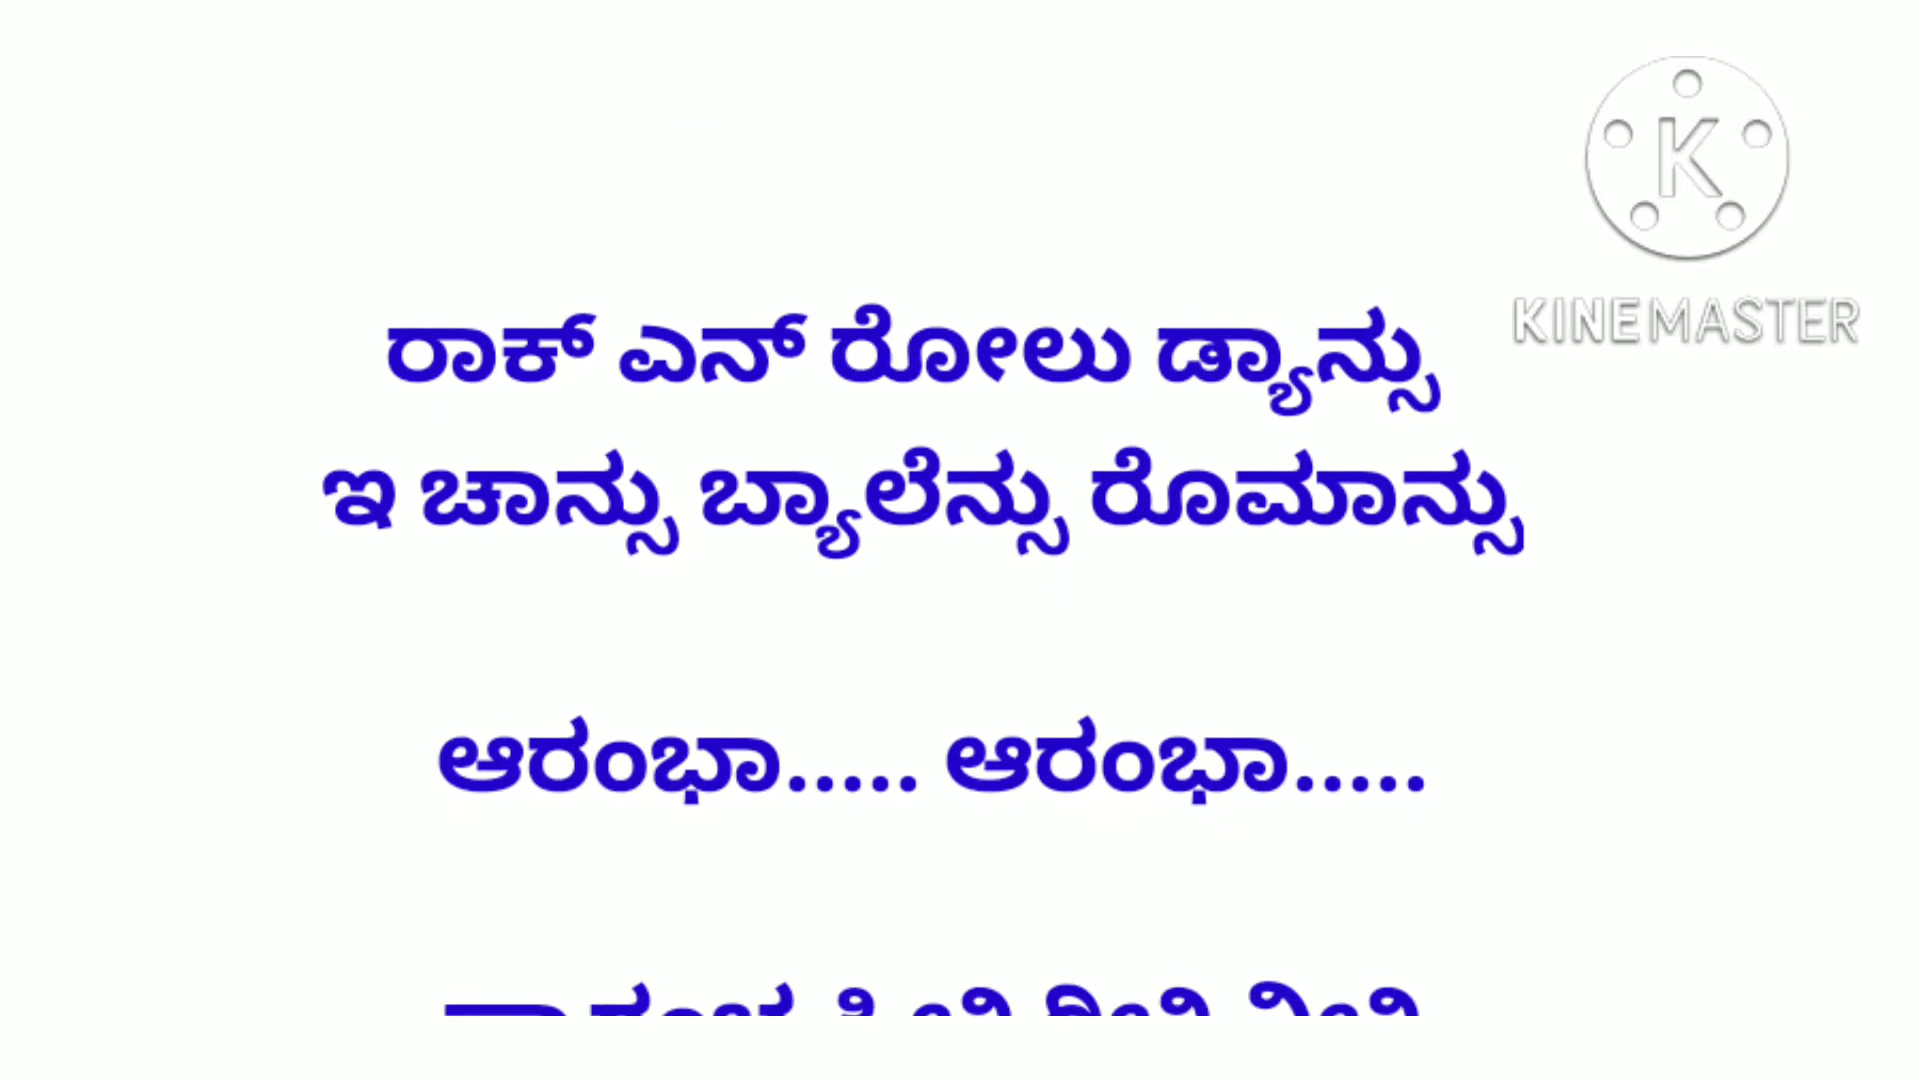 KINEMASTER
ರಾಕ್ ಎನ್ ರೋಲು ಡ್ಯಾನ್ಸು
ಇ ಚಾನ್ಸು ಬ್ಯಾಲೆನ್ಸು ರೊಮಾನ್ಸು
ಆರಂಭಾ..... ಆರಂಭಾ.....